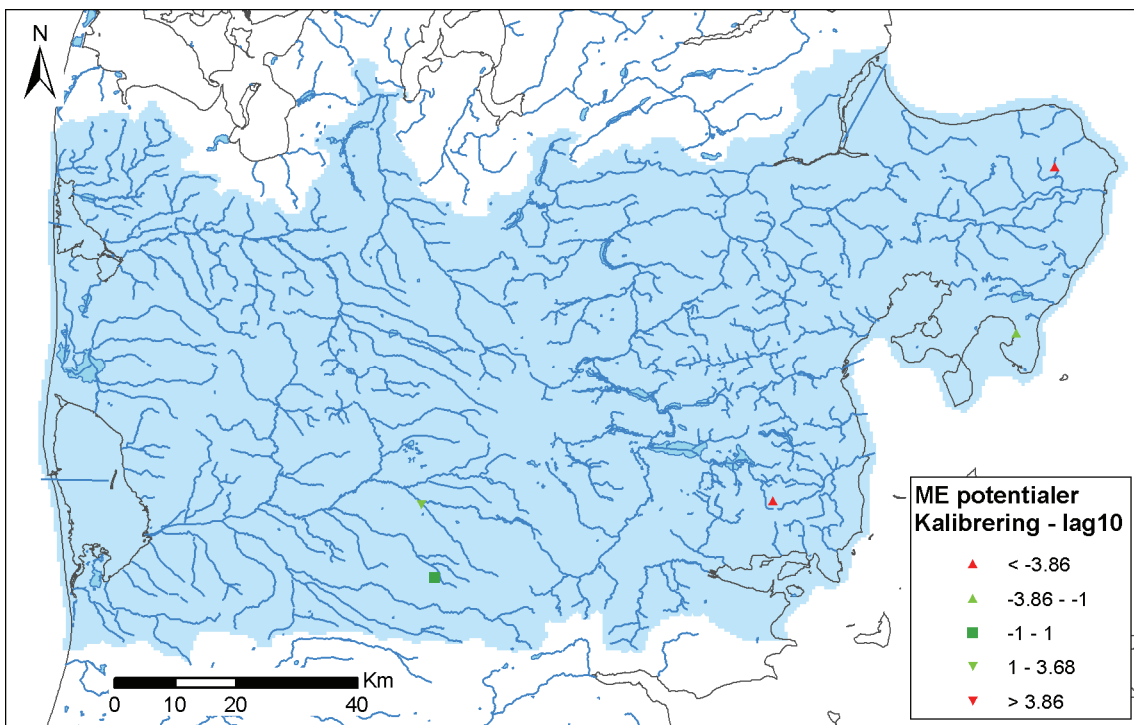 N
ME potentialer
Kalibrering - lag10
< -3.86
-3.86 - -1
-1 - 1
1 - 3.68
> 3.86
Km
0 10 20 40